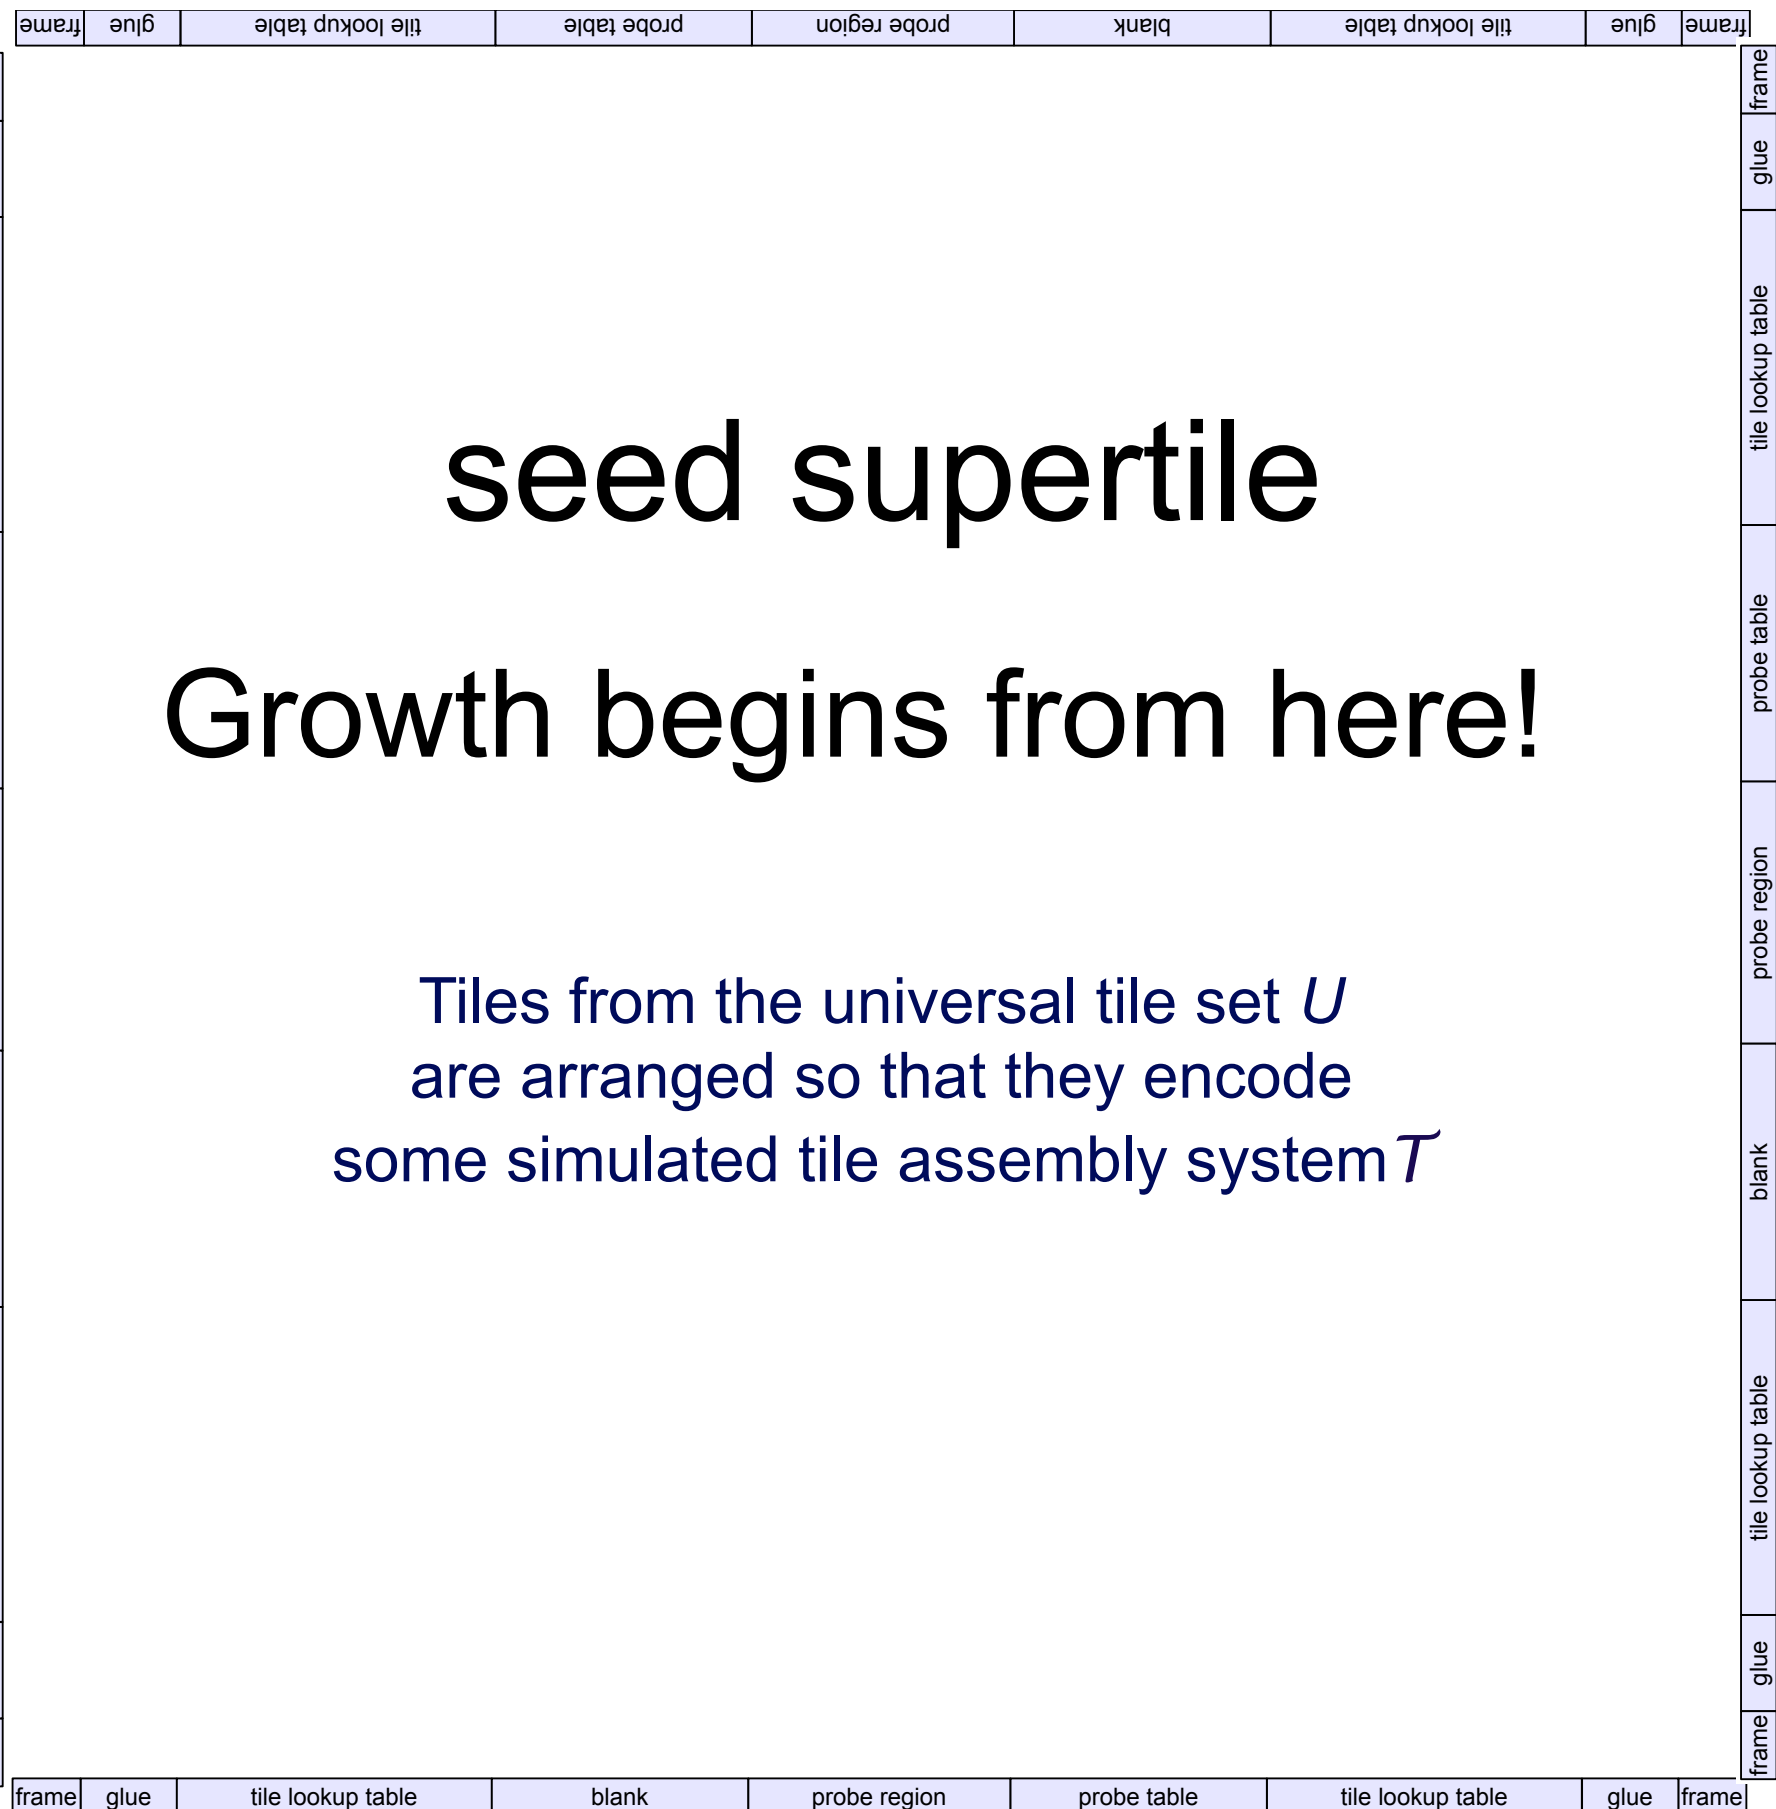 frame glue tile lookup table probe table probe region blank tile lookup table glue frame
frame
glue
tile lookup table
probe table
probe region
blank
tile lookup table
glue
frame
seed supertile
Growth begins from here!
Tiles from the universal tile set U
are arranged so that they encode
some simulated tile assembly system 𝒯
frame glue tile lookup table blank probe region probe table tile lookup table glue frame